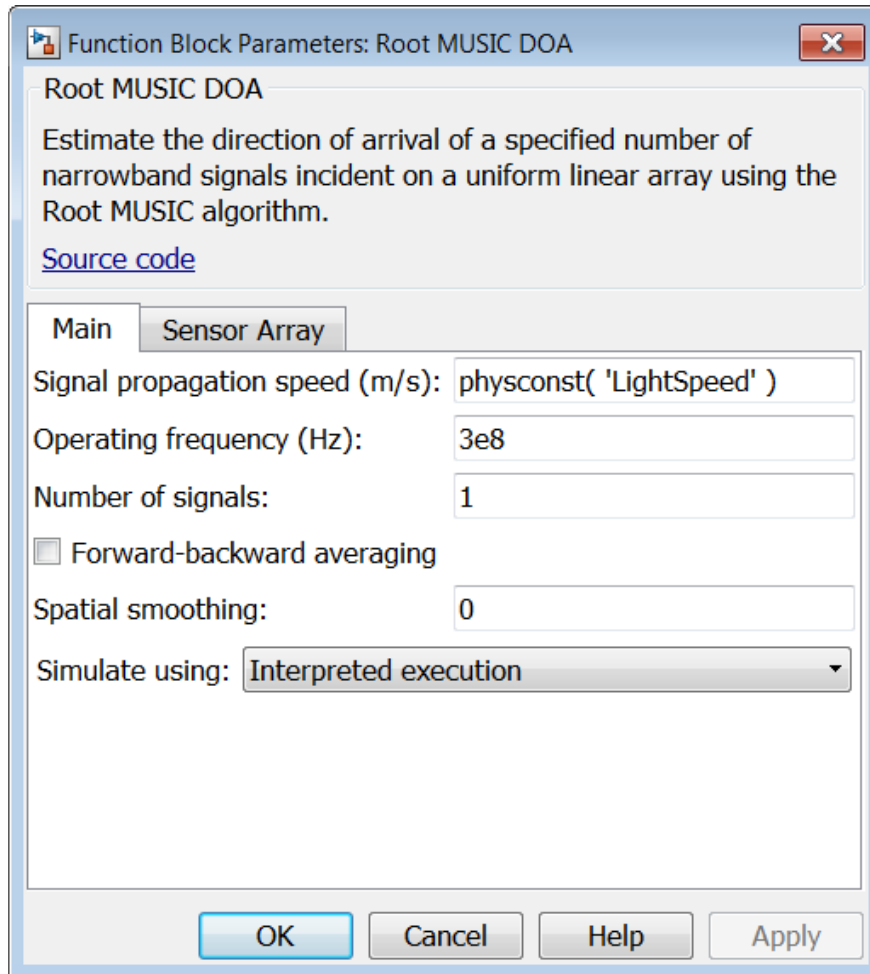 Function Block Parameters: Root MUSIC DOA
Root MUSIC DOA
Estimate the direction of arrival of a specified number of
narrowband signals incident on a uniform linear array using the
Root MUSIC algorithm.
Source code
Main Sensor Array
Signal propagation speed (m/s): physconst( 'LightSpeed' )
Operating frequency (Hz): 3e8
Number of signals: 1
Forward-backward averaging
Spatial smoothing: 0
Simulate using: Interpreted execution
OK Cancel Help Apply